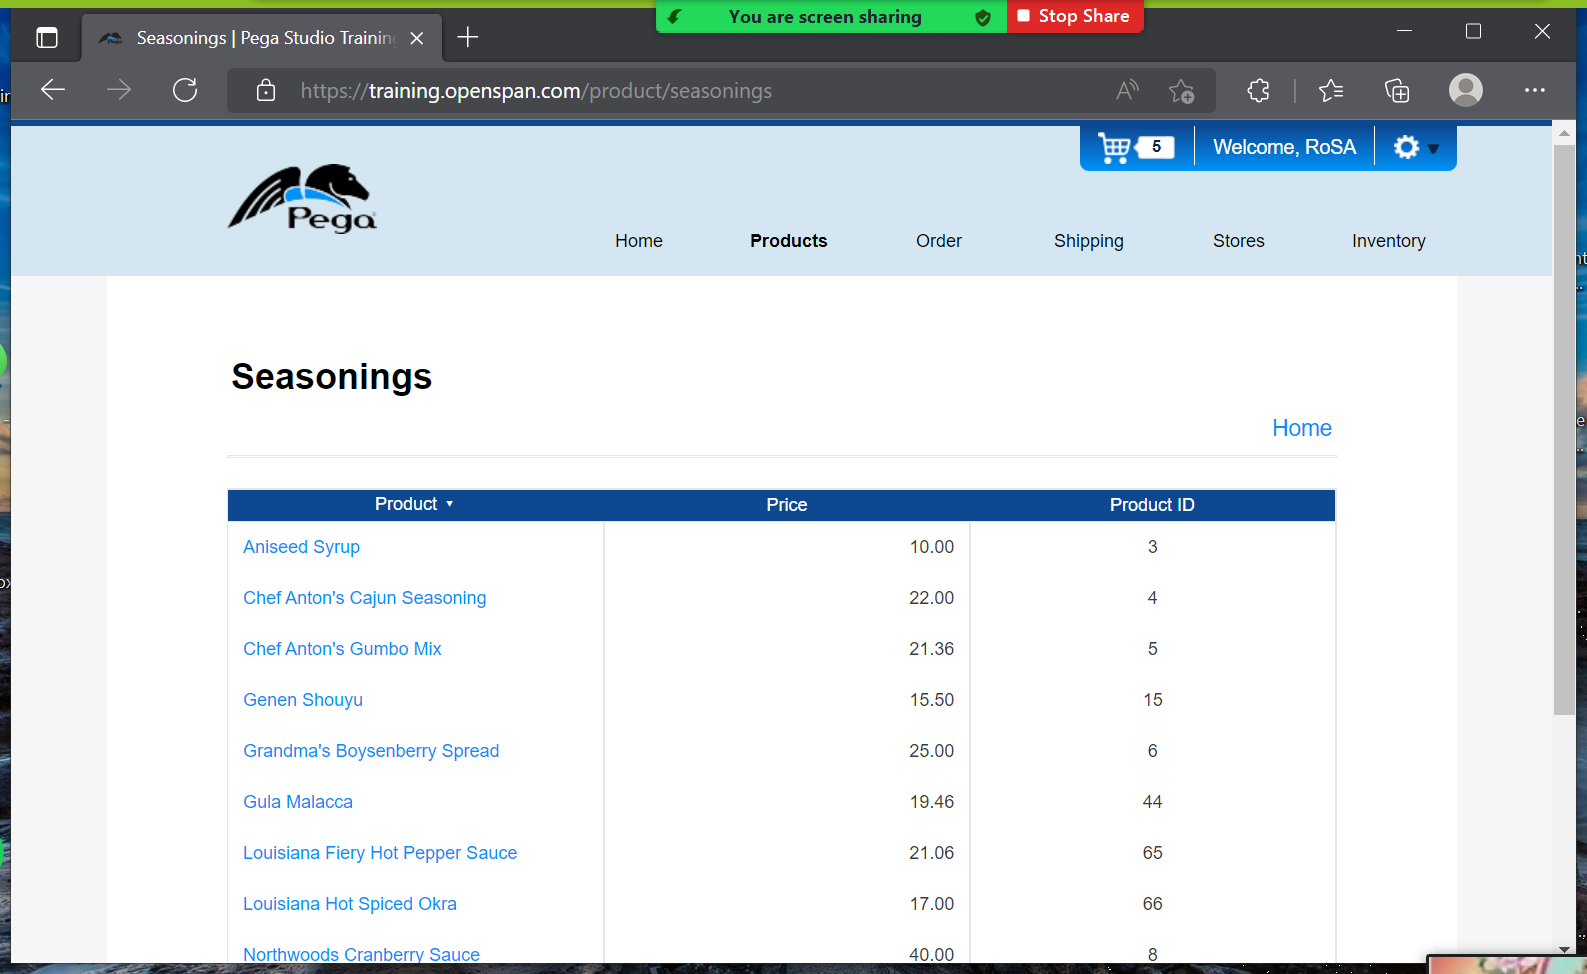 You are screen sharing
Stop Share
Seasonings | Pega Studio Training
https://training.openspan.com/product/seasonings
5
Welcome, RoSA
Pega
Home
Products
Order
Shipping
Stores
Inventory
Seasonings
Home
Product ▾ Price Product ID
Aniseed Syrup 10.00 3
Chef Anton's Cajun Seasoning 22.00 4
Chef Anton's Gumbo Mix 21.36 5
Genen Shouyu 15.50 15
Grandma's Boysenberry Spread 25.00 6
Gula Malacca 19.46 44
Louisiana Fiery Hot Pepper Sauce 21.06 65
Louisiana Hot Spiced Okra 17.00 66
Northwoods Cranberry Sauce 40.00 8